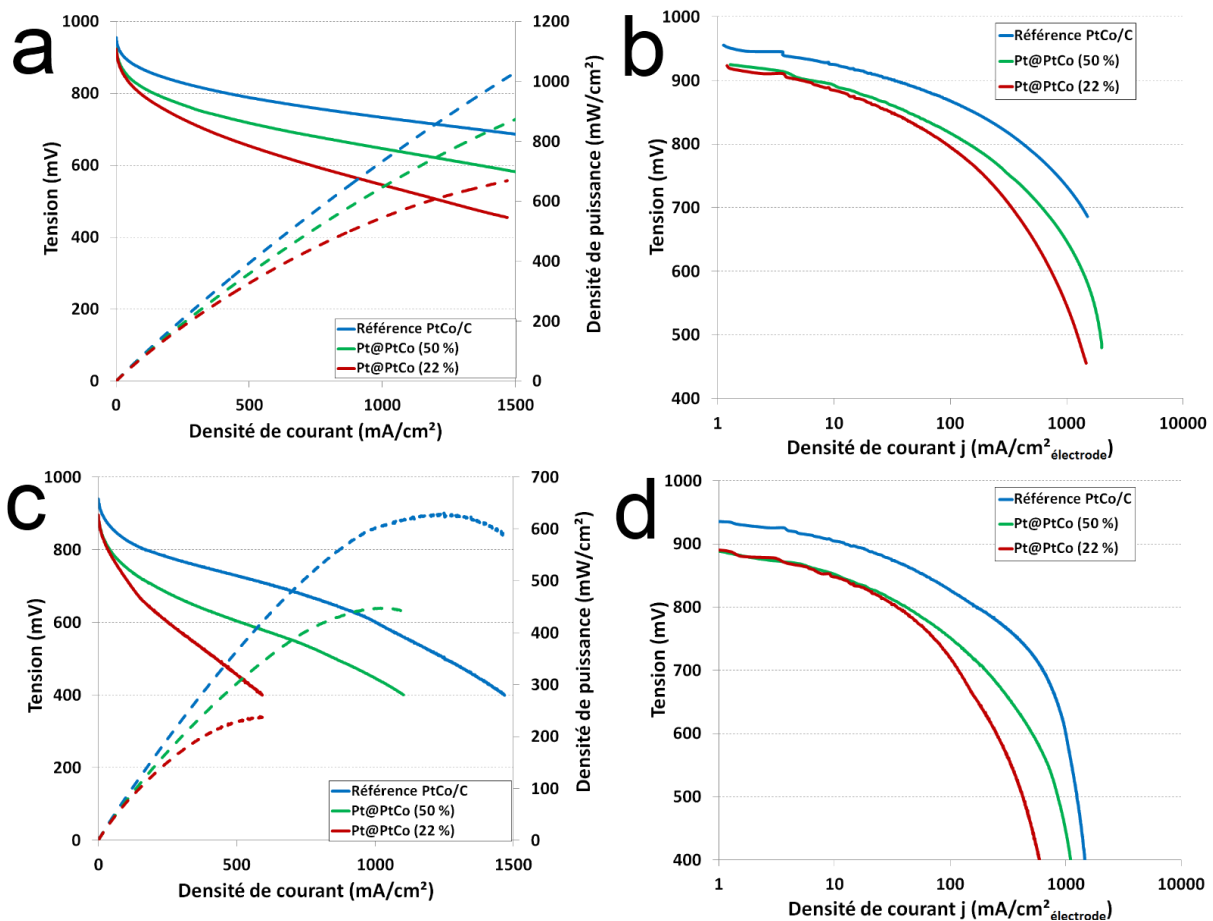 a
1000
800
600
400
200
0
Tension (mV)
1200
1000
800
600
400
200
0
Densité de puissance (mW/cm²)
Référence PtCo/C
Pt@PtCo (50 %)
Pt@PtCo (22 %)
0
500
1000
1500
Densité de courant (mA/cm²)
b
1000
900
800
700
600
500
400
Tension (mV)
Référence PtCo/C
Pt@PtCo (50 %)
Pt@PtCo (22 %)
1
10
100
1000
10000
Densité de courant j (mA/cm²électrode)
c
1000
800
600
400
200
0
Tension (mV)
700
600
500
400
300
200
100
0
Densité de puissance (mW/cm²)
Référence PtCo/C
Pt@PtCo (50 %)
Pt@PtCo (22 %)
0
500
1000
1500
Densité de courant (mA/cm²)
d
1000
900
800
700
600
500
400
Tension (mV)
Référence PtCo/C
Pt@PtCo (50 %)
Pt@PtCo (22 %)
1
10
100
1000
10000
Densité de courant j (mA/cm²électrode)